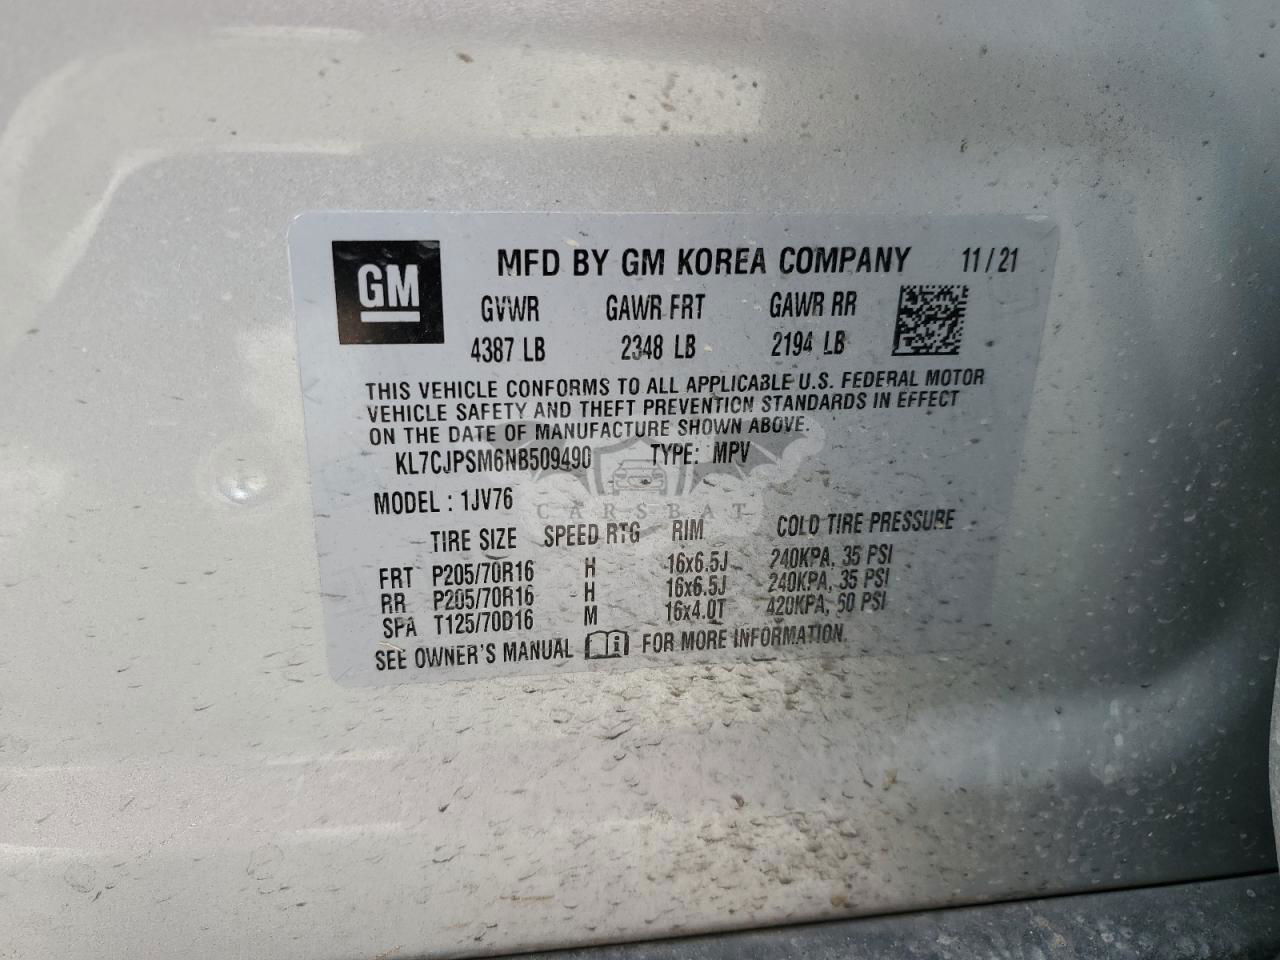 GM
MFD BY GM KOREA COMPANY 11/21
GVWR GAWR FRT GAWR RR
4387 LB 2348 LB 2194 LB
THIS VEHICLE CONFORMS TO ALL APPLICABLE U.S. FEDERAL MOTOR
VEHICLE SAFETY AND THEFT PREVENTION STANDARDS IN EFFECT
ON THE DATE OF MANUFACTURE SHOWN ABOVE.
KL7CJPSM6NB509490 TYPE: MPV
MODEL : 1JV76
CARSBAT
TIRE SIZE SPEED RTG RIM COLD TIRE PRESSURE
FRT P205/70R16 H 16x6.5J 240KPA, 35 PSI
RR P205/70R16 H 16x6.5J 240KPA, 35 PSI
SPA T125/70D16 M 16x4.0T 420KPA, 60 PSI
SEE OWNER'S MANUAL i FOR MORE INFORMATION.